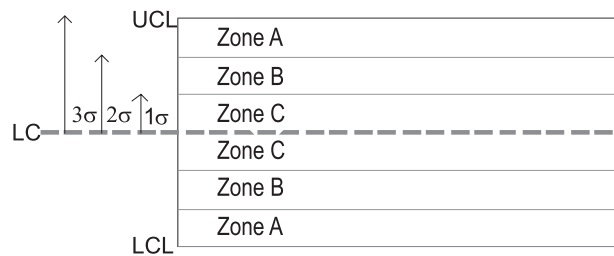 UCL
Zone A
Zone B
3σ 2σ 1σ Zone C
LC
Zone C
Zone B
Zone A
LCL